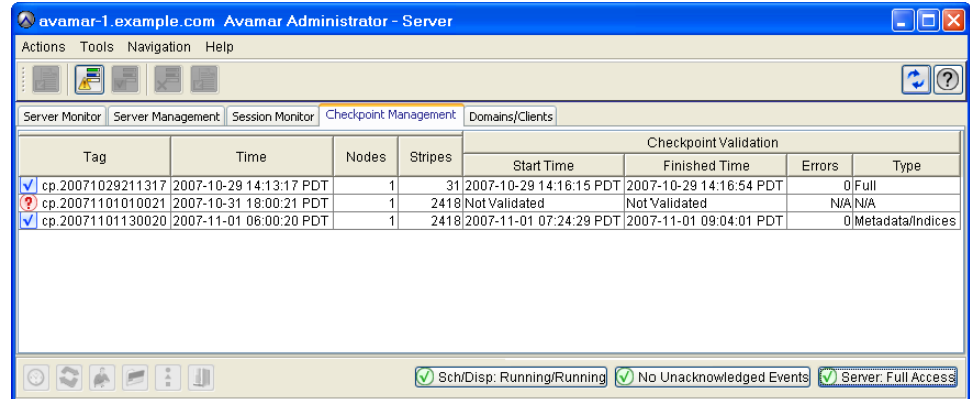 avamar-1.example.com Avamar Administrator - Server
Actions Tools Navigation Help
Server Monitor Server Management Session Monitor Checkpoint Management Domains/Clients
Checkpoint Validation
Tag Time Nodes Stripes Start Time Finished Time Errors Type
cp.20071029211317 2007-10-29 14:13:17 PDT 1 31 2007-10-29 14:16:15 PDT 2007-10-29 14:16:54 PDT 0 Full
cp.20071101010021 2007-10-31 18:00:21 PDT 1 2418 Not Validated Not Validated N/A N/A
cp.20071101130020 2007-11-01 06:00:20 PDT 1 2418 2007-11-01 07:24:29 PDT 2007-11-01 09:04:01 PDT 0 Metadata/Indices
Sch/Disp: Running/Running No Unacknowledged Events Server: Full Access